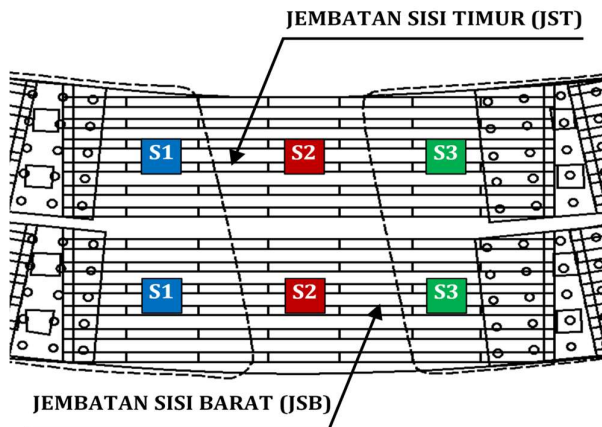 JEMBATAN SISI TIMUR (JST)
S1 S2 S3
S1 S2 S3
JEMBATAN SISI BARAT (JSB)